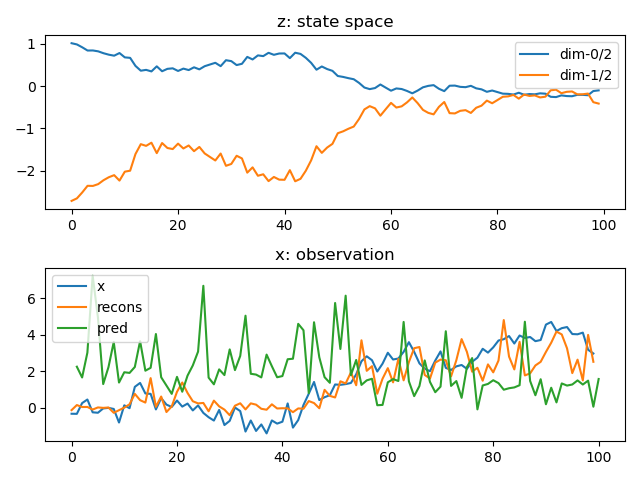 z: state space
1
0
−1
−2
dim-0/2
dim-1/2
0 20 40 60 80 100
x: observation
6
4
2
0
x
recons
pred
0 20 40 60 80 100